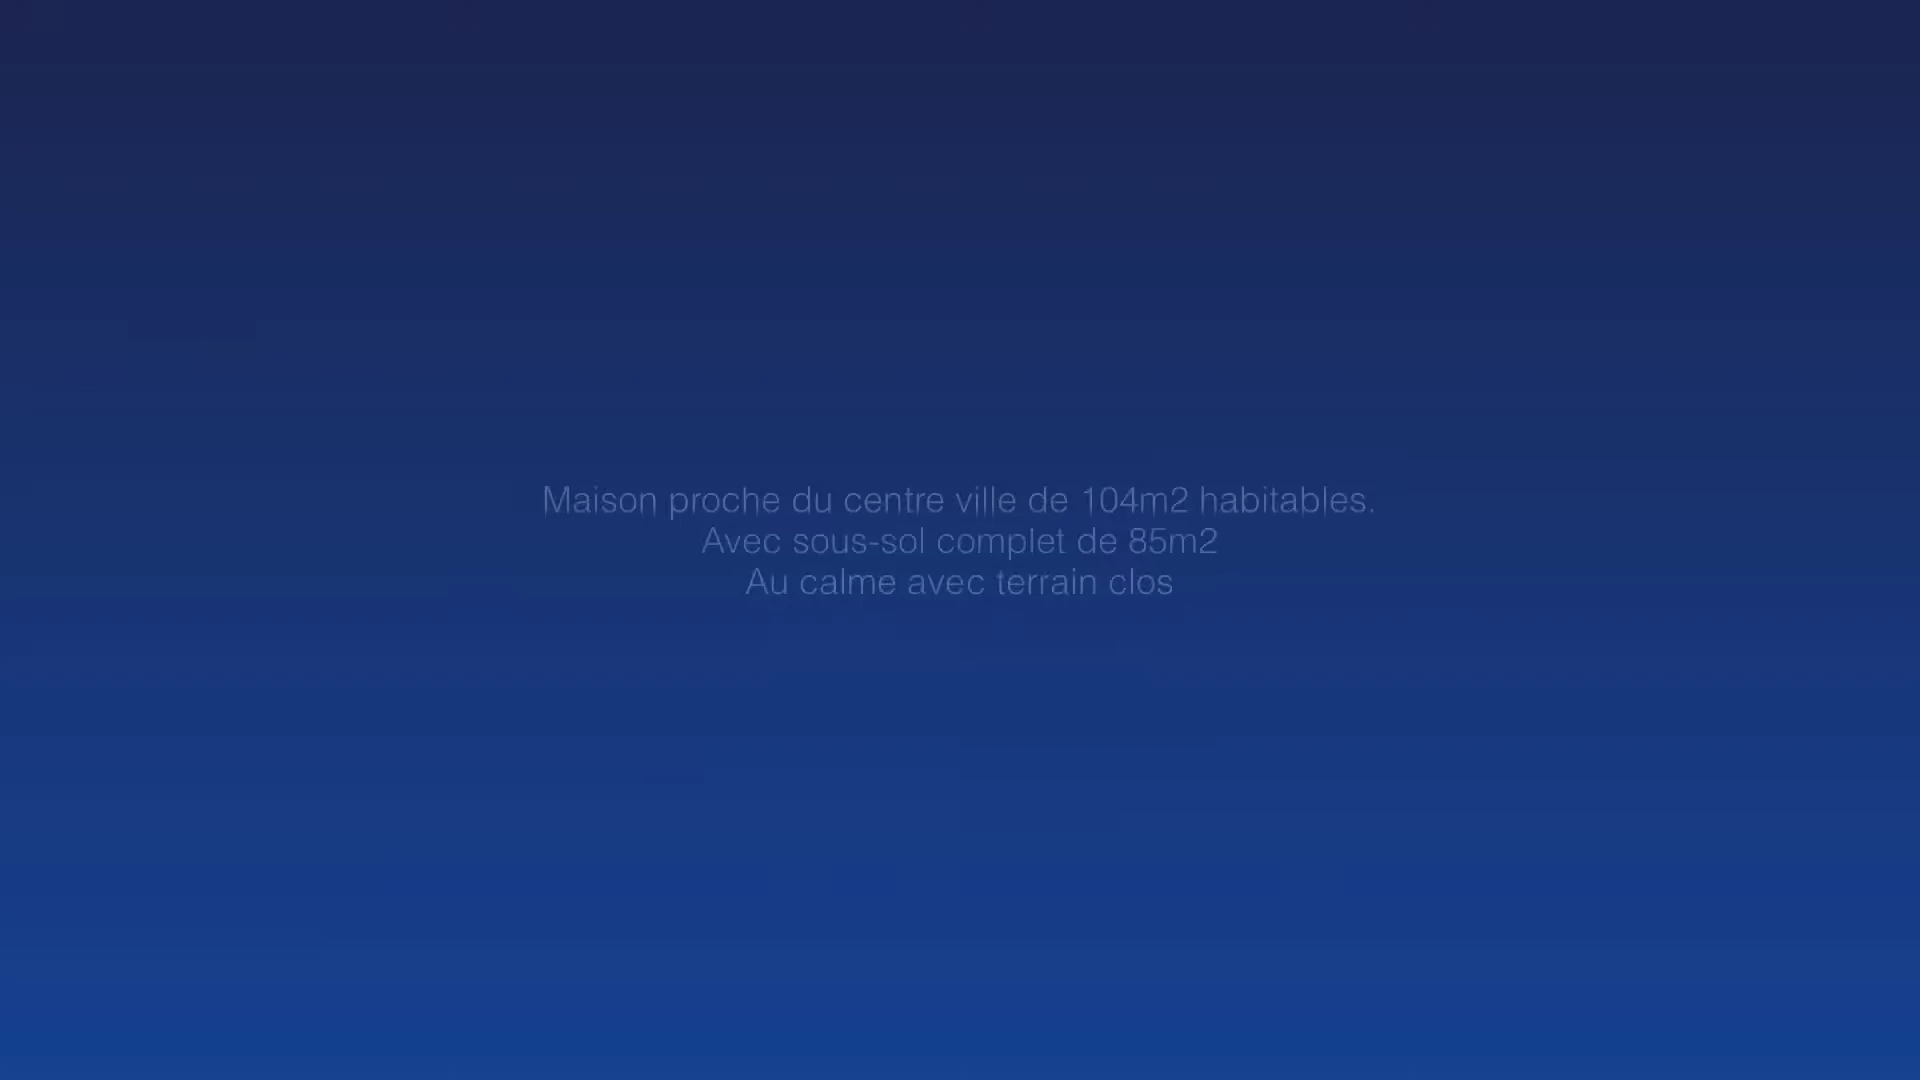 Maison proche du centre ville de 104m2 habitables.
Avec sous-sol complet de 85m2
Au calme avec terrain clos